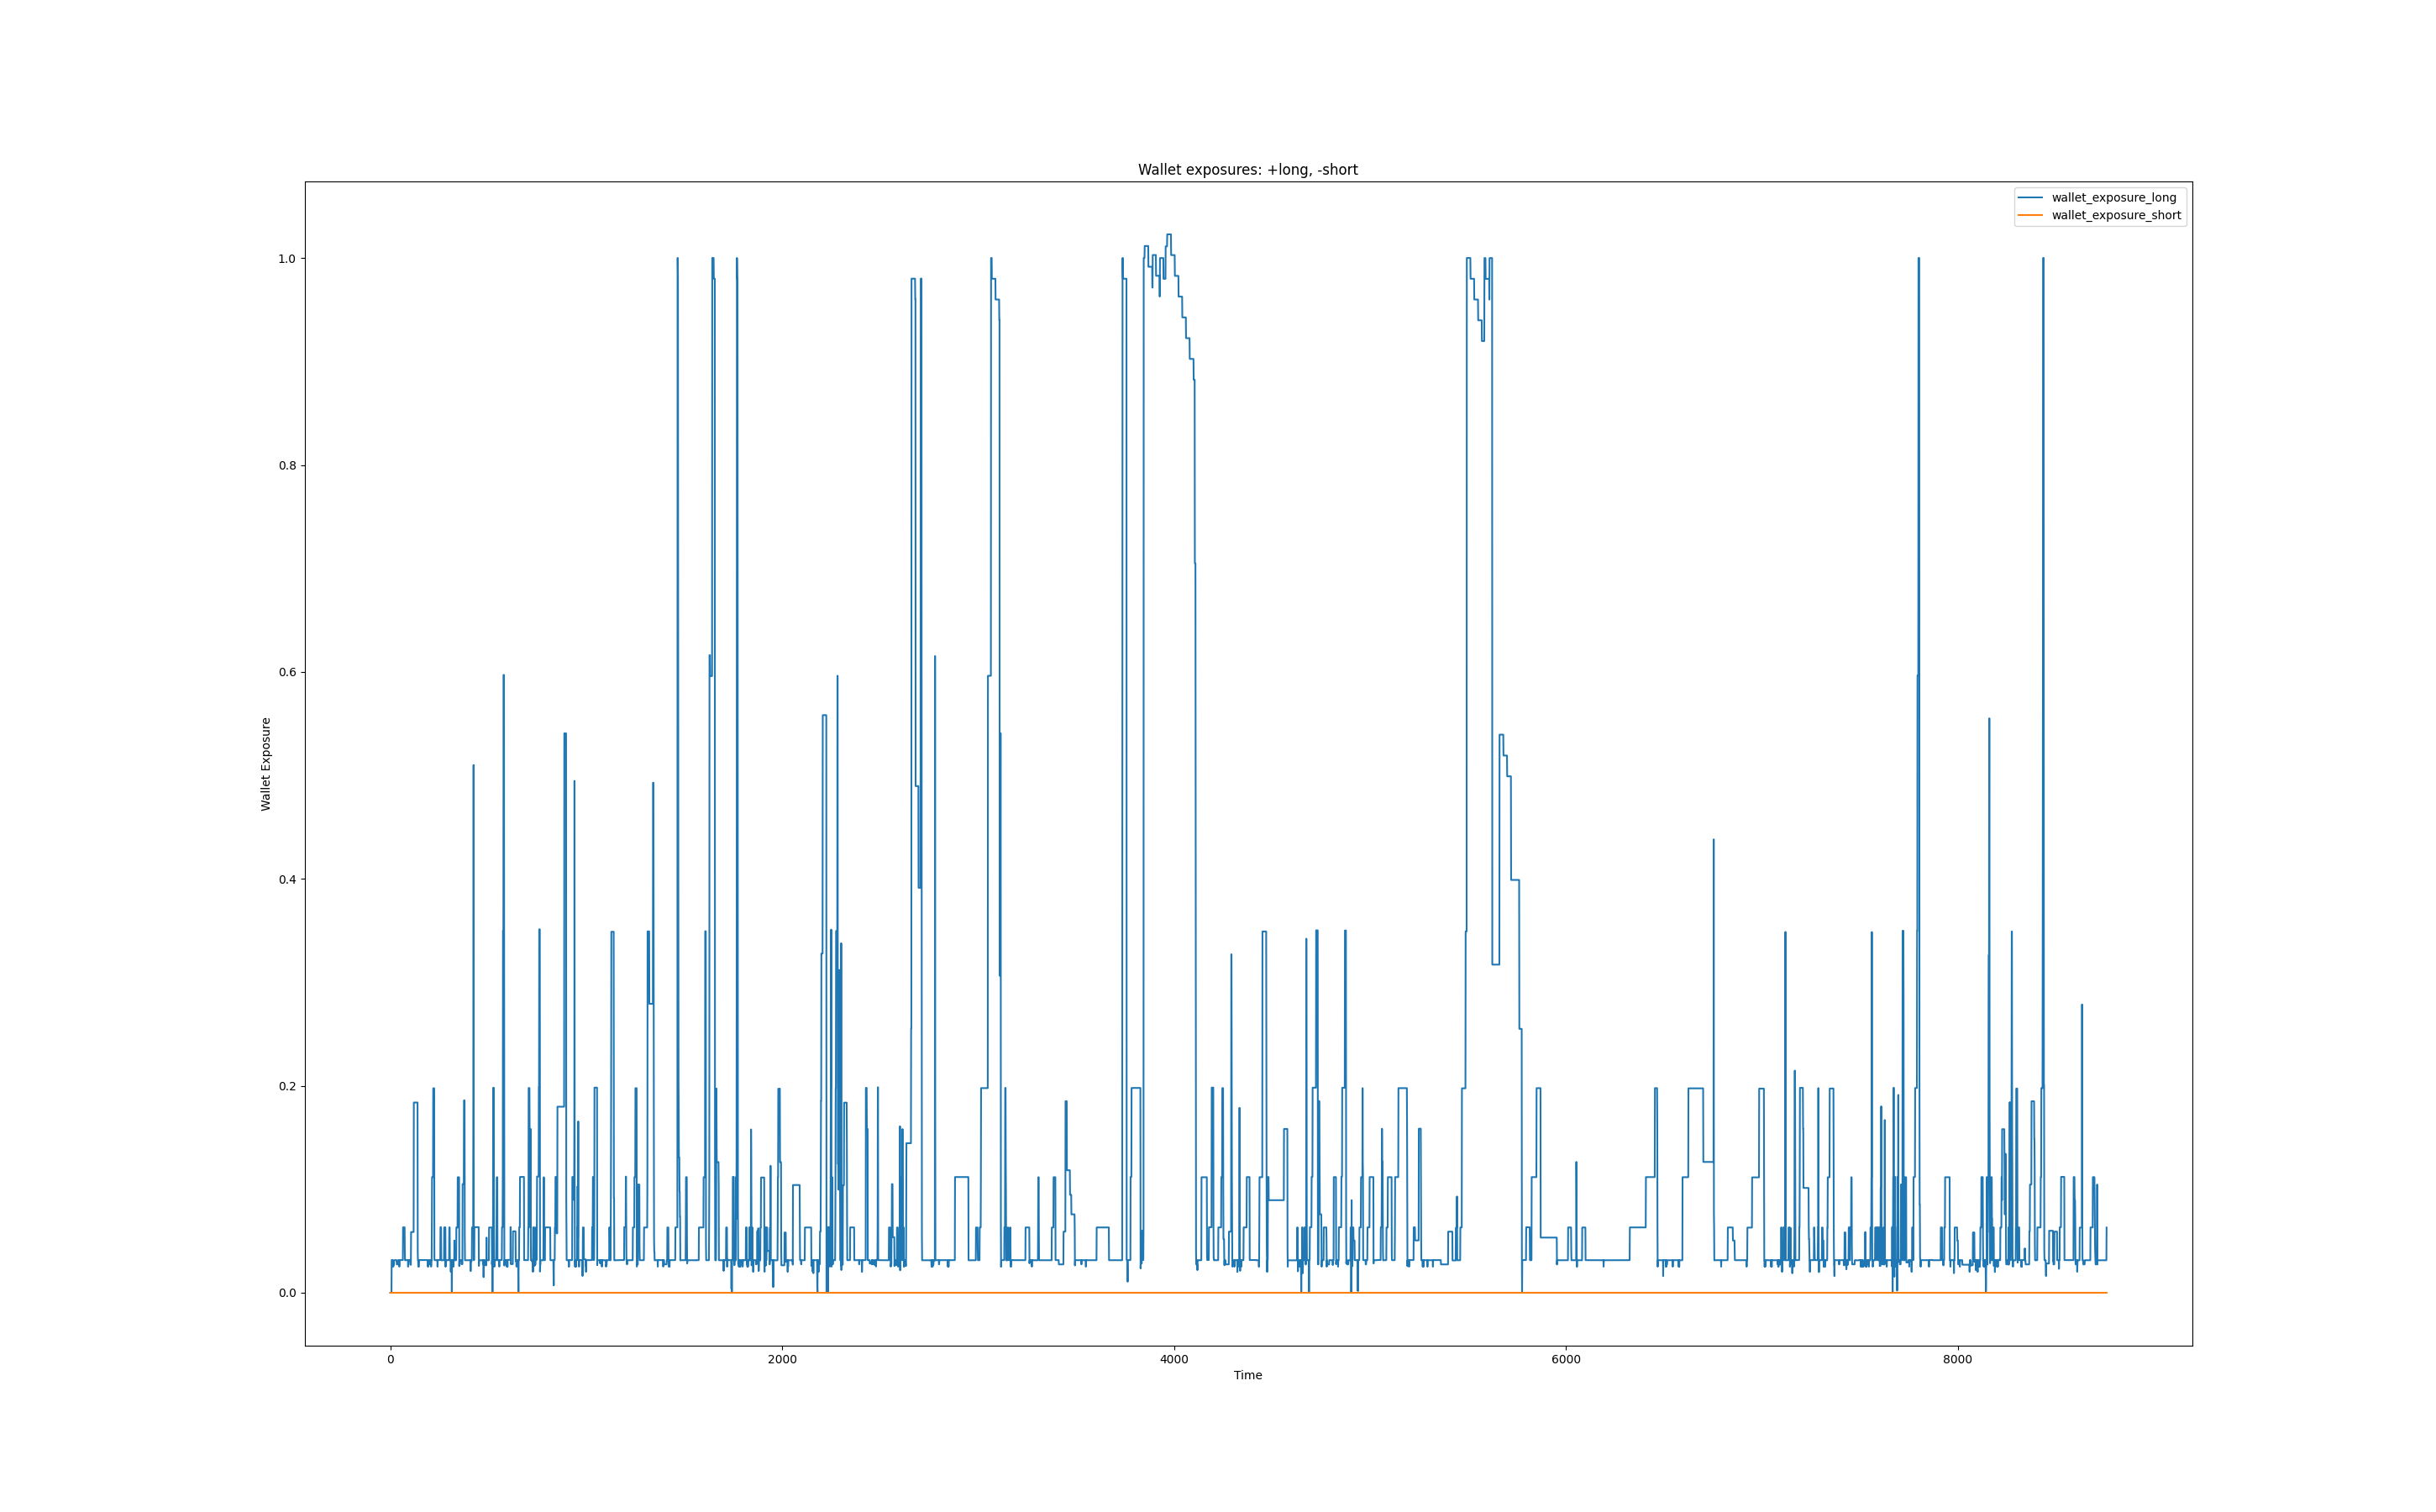 Wallet exposures: +long, -short
wallet_exposure_long
wallet_exposure_short
1.0
0.8
0.6
0.4
0.2
0.0
Wallet Exposure
0
2000
4000
6000
8000
Time